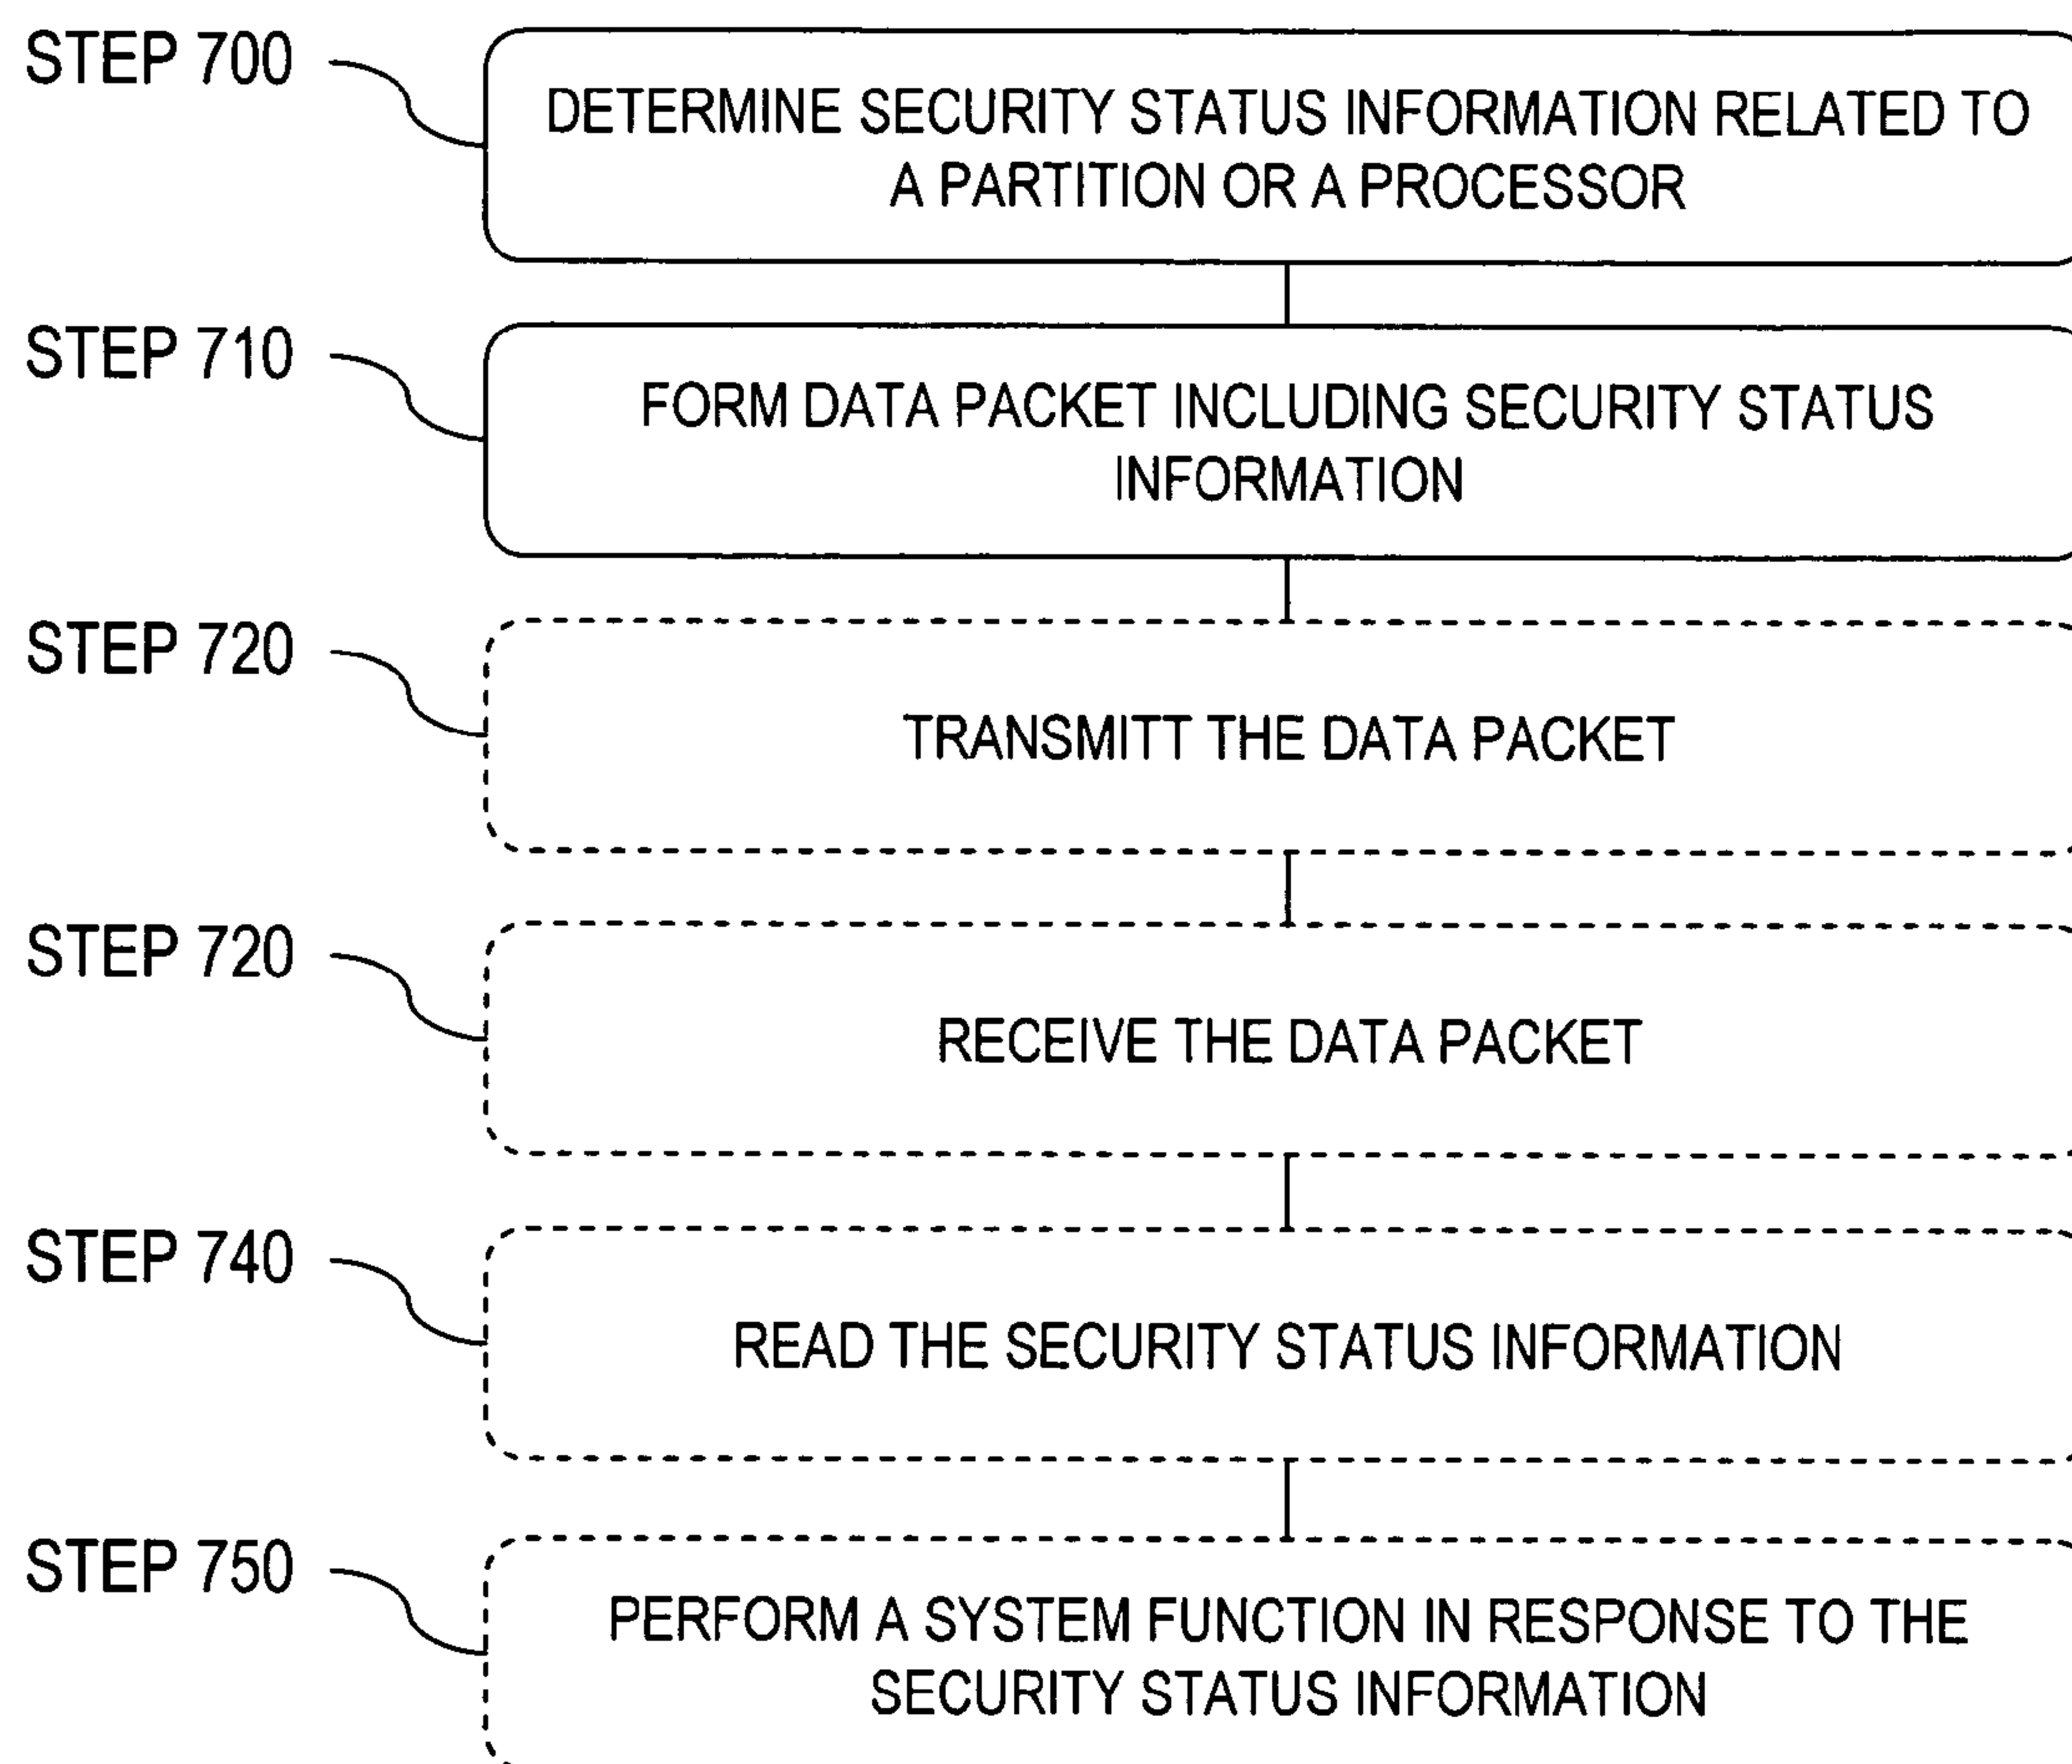 STEP 700
DETERMINE SECURITY STATUS INFORMATION RELATED TO
A PARTITION OR A PROCESSOR
STEP 710
FORM DATA PACKET INCLUDING SECURITY STATUS
INFORMATION
STEP 720
TRANSMITT THE DATA PACKET
STEP 720
RECEIVE THE DATA PACKET
STEP 740
READ THE SECURITY STATUS INFORMATION
STEP 750
PERFORM A SYSTEM FUNCTION IN RESPONSE TO THE
SECURITY STATUS INFORMATION